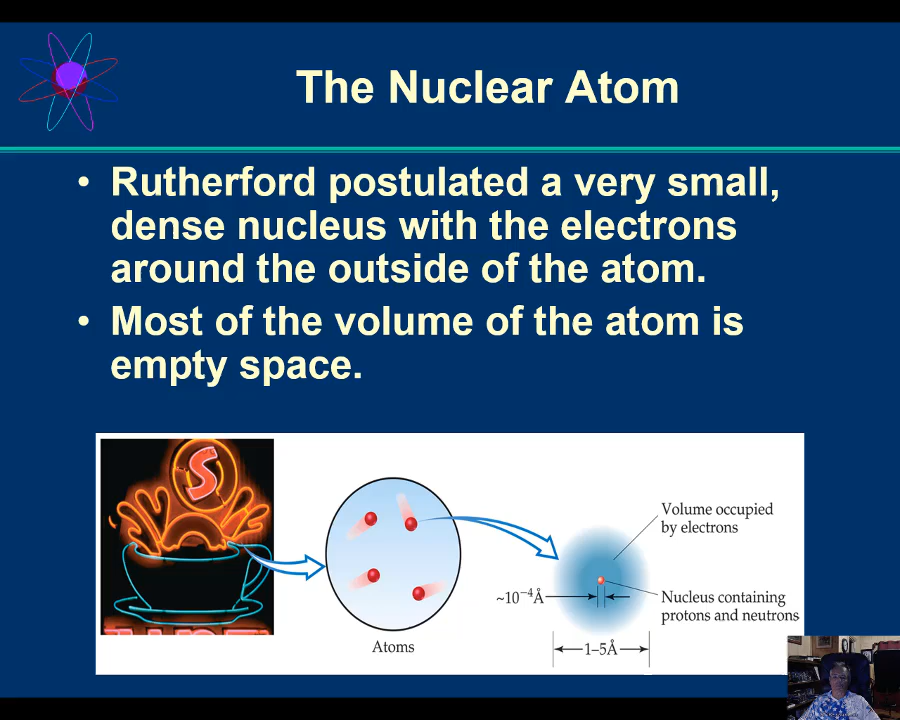 The Nuclear Atom
• Rutherford postulated a very small,
dense nucleus with the electrons
around the outside of the atom.
• Most of the volume of the atom is
empty space.
S
Atoms
Volume occupied
by electrons
~10⁻⁴Å
Nucleus containing
protons and neutrons
1–5Å